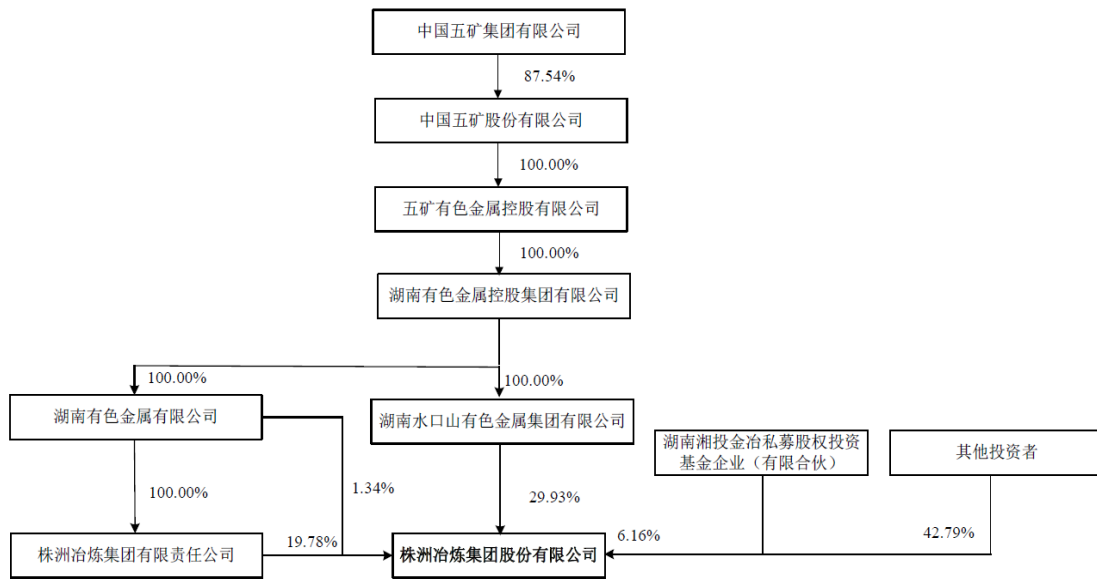 中国五矿集团有限公司
87.54%
中国五矿股份有限公司
100.00%
五矿有色金属控股有限公司
100.00%
湖南有色金属控股集团有限公司
100.00%
100.00%
湖南有色金属有限公司
湖南水口山有色金属集团有限公司
湖南湘投金冶私募股权投资
基金企业（有限合伙）
其他投资者
100.00%
1.34%
29.93%
19.78%
6.16%
42.79%
株洲冶炼集团有限责任公司
株洲冶炼集团股份有限公司